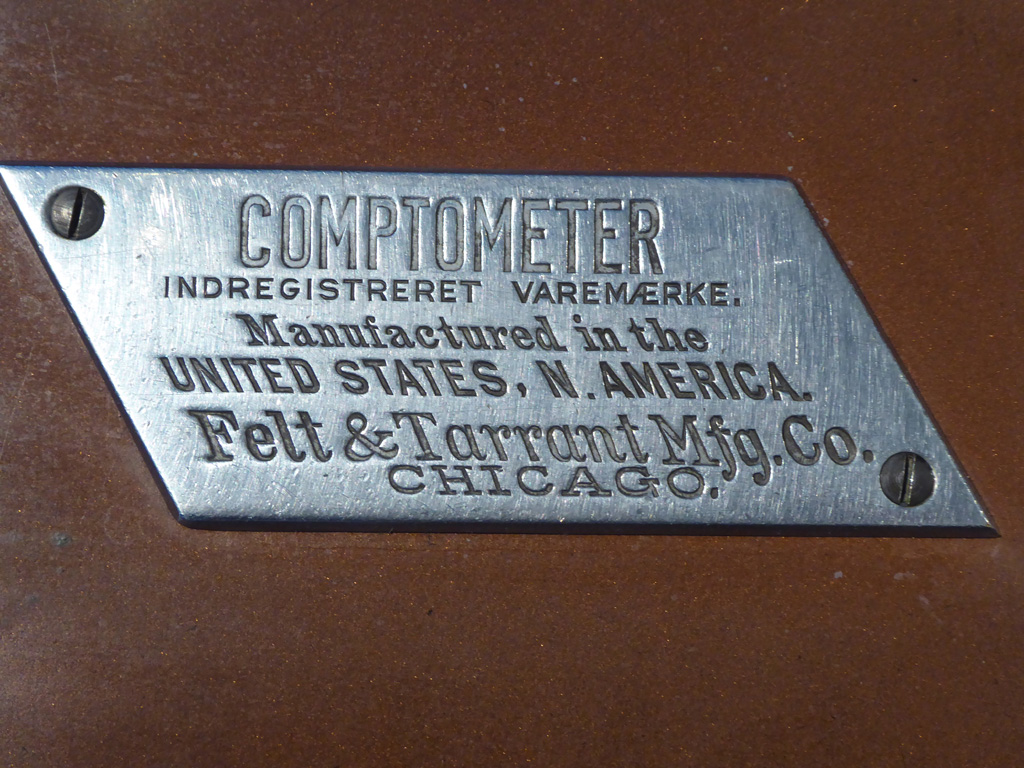 COMPTOMETER
INDREGISTRERET VAREMÆRKE.
Manufactured in the
UNITED STATES, N. AMERICA.
Felt & Tarrant Mfg. Co.
CHICAGO.